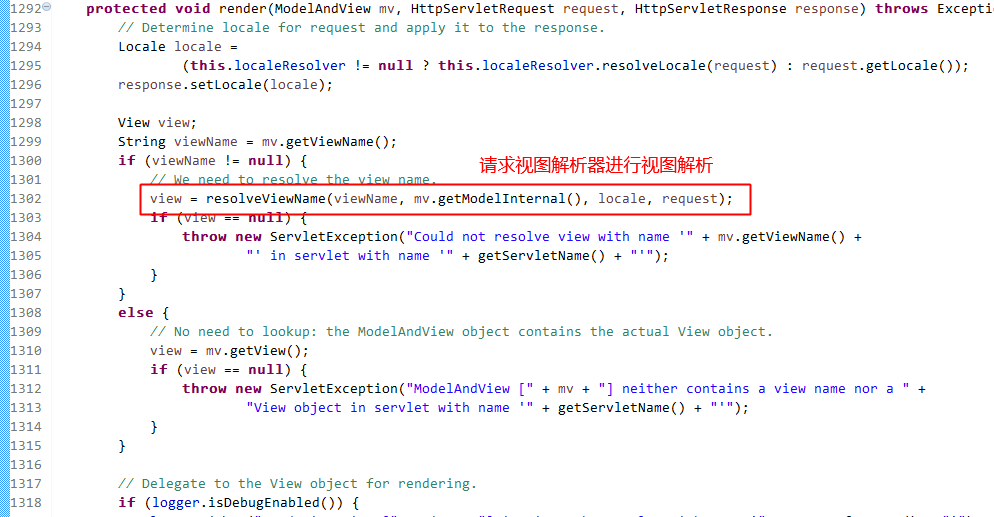 1292 protected void render(ModelAndView mv, HttpServletRequest request, HttpServletResponse response) throws Excepti
1293 // Determine locale for request and apply it to the response.
1294 Locale locale =
1295 (this.localeResolver != null ? this.localeResolver.resolveLocale(request) : request.getLocale());
1296 response.setLocale(locale);
1297
1298 View view;
1299 String viewName = mv.getViewName();
1300 if (viewName != null) {
请求视图解析器进行视图解析
1301 // We need to resolve the view name.
1302 view = resolveViewName(viewName, mv.getModelInternal(), locale, request);
1303 if (view == null) {
1304 throw new ServletException("Could not resolve view with name '" + mv.getViewName() +
1305 "' in servlet with name '" + getServletName() + "'");
1306 }
1307 }
1308 else {
1309 // No need to lookup: the ModelAndView object contains the actual View object.
1310 view = mv.getView();
1311 if (view == null) {
1312 throw new ServletException("ModelAndView [" + mv + "] neither contains a view name nor a " +
1313 "View object in servlet with name '" + getServletName() + "'");
1314 }
1315 }
1316
1317 // Delegate to the View object for rendering.
1318 if (logger.isDebugEnabled()) {